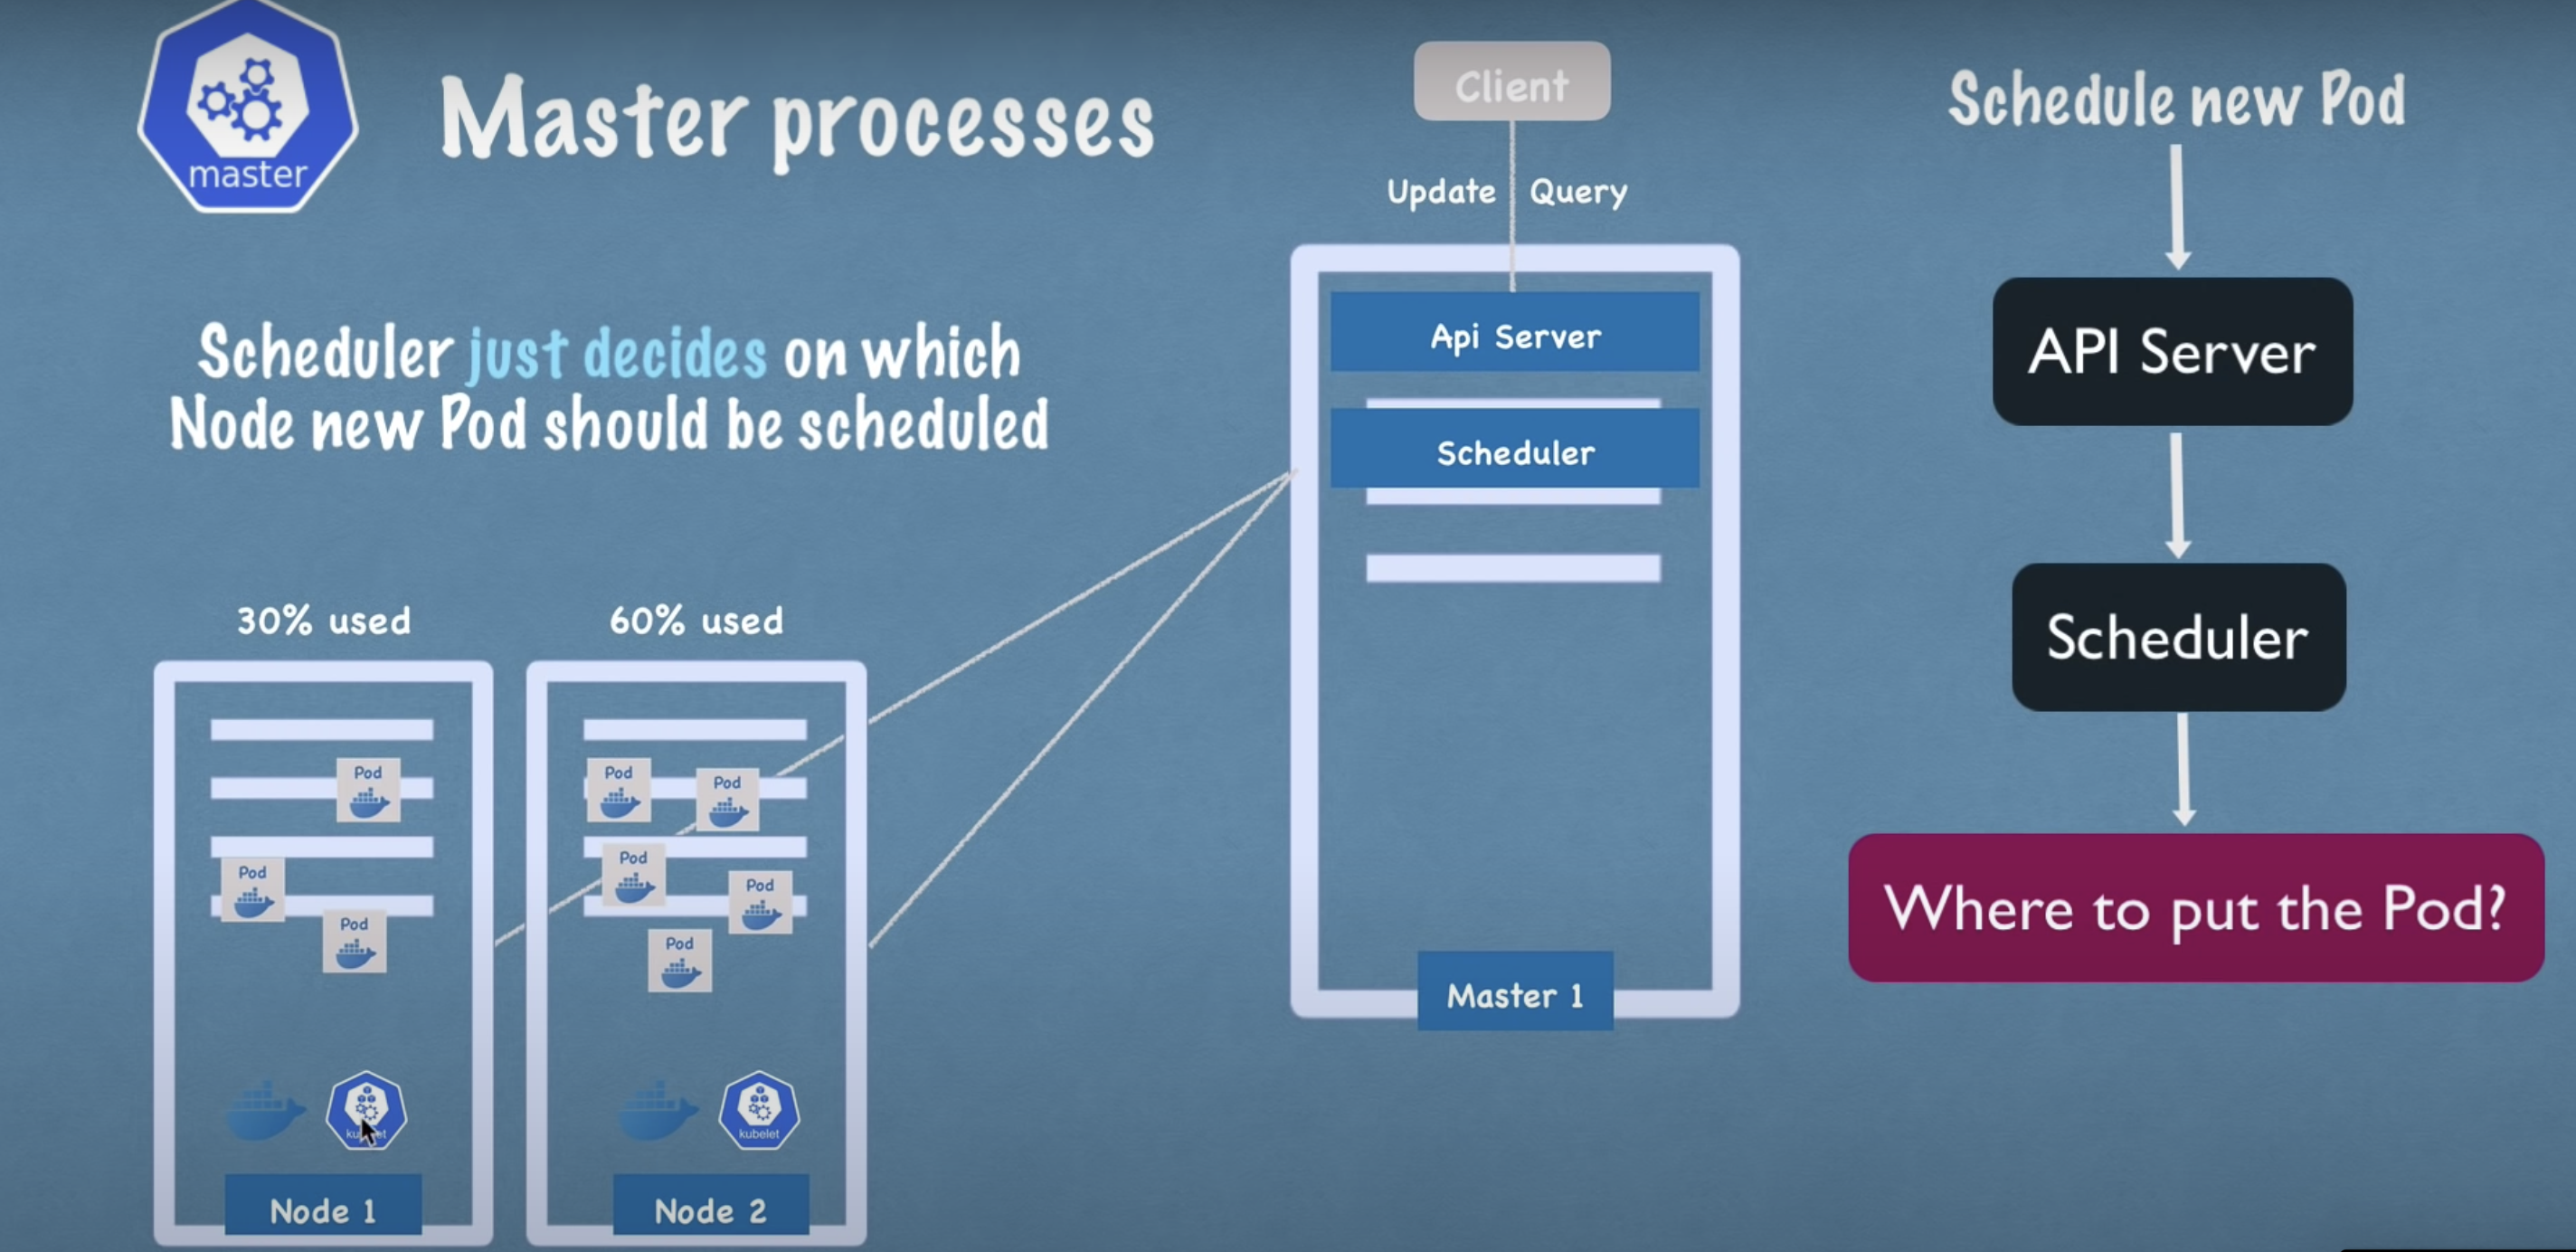 master
Master processes
Scheduler just decides on which
Node new Pod should be scheduled
30% used
60% used
Pod
Pod
Pod
Node 1
Pod
Pod
Pod
Pod
Pod
kubelet
Node 2
Client
Update Query
Api Server
Scheduler
Master 1
Schedule new Pod
API Server
Scheduler
Where to put the Pod?